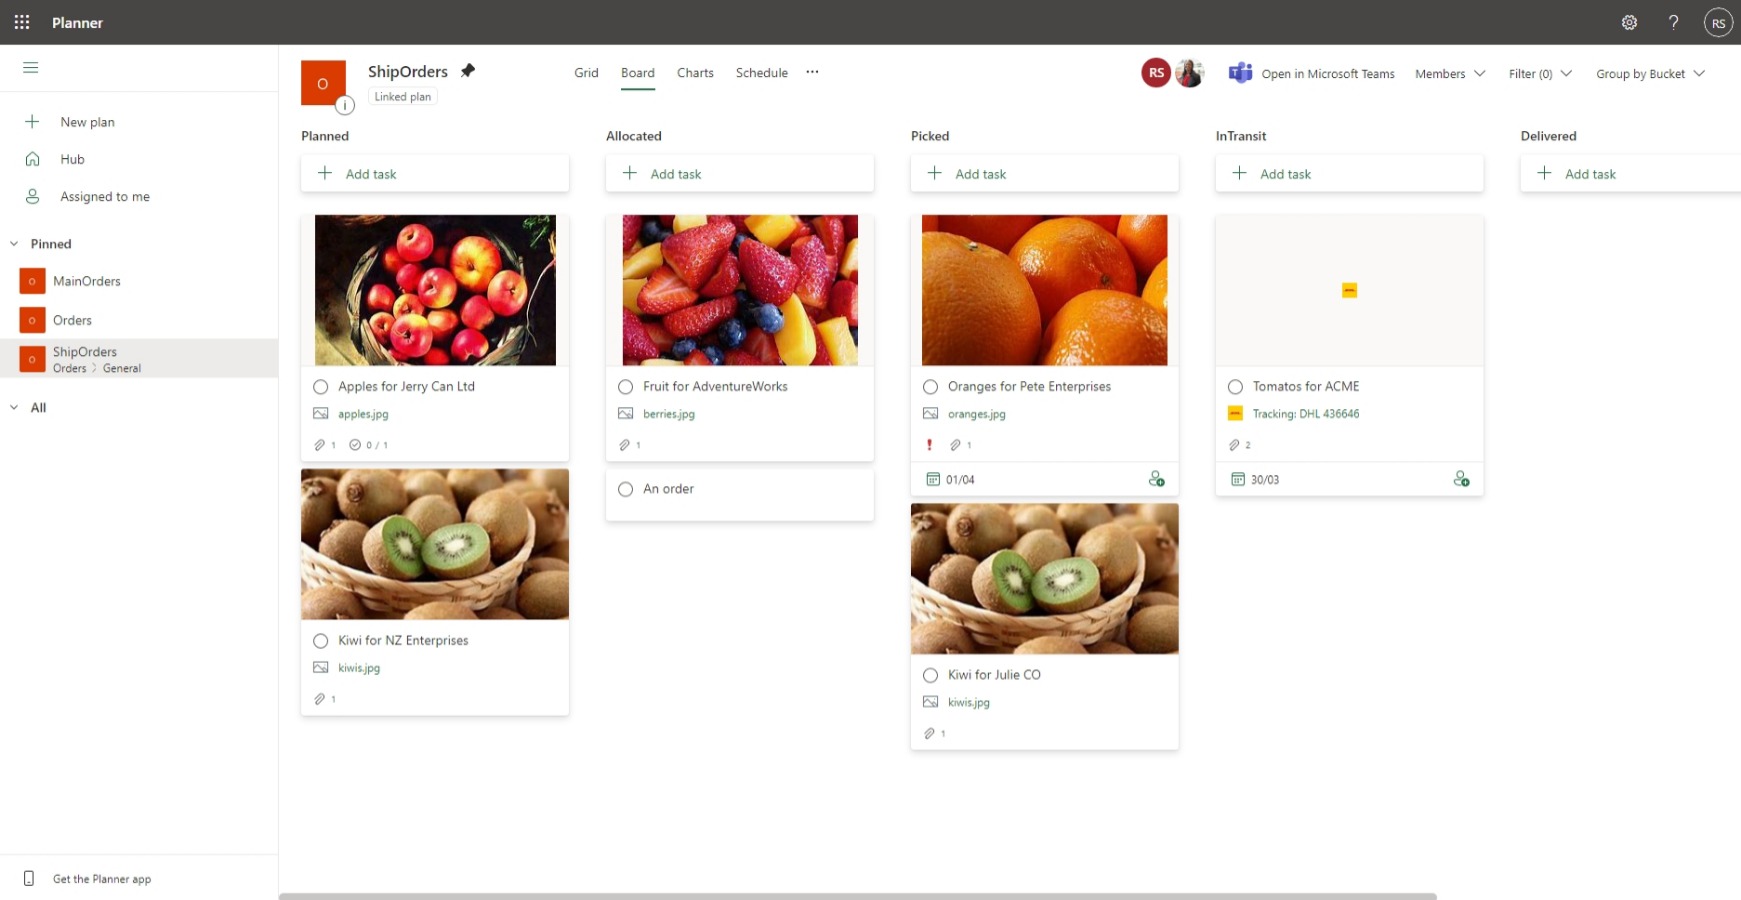 Planner
RS
New plan
Hub
Assigned to me
Pinned
O MainOrders
O Orders
O ShipOrders
Orders > General
All
Get the Planner app
O
i
ShipOrders
Linked plan
Grid Board Charts Schedule ...
RS
Open in Microsoft Teams
Members
Filter (0)
Group by Bucket
Planned
+ Add task
Apples for Jerry Can Ltd
apples.jpg
1 0 / 1
Kiwi for NZ Enterprises
kiwis.jpg
1
Allocated
+ Add task
Fruit for AdventureWorks
berries.jpg
1
An order
Picked
+ Add task
Oranges for Pete Enterprises
oranges.jpg
! 1
01/04
Kiwi for Julie CO
kiwis.jpg
1
InTransit
+ Add task
Tomatos for ACME
Tracking: DHL 436646
2
30/03
Delivered
+ Add task